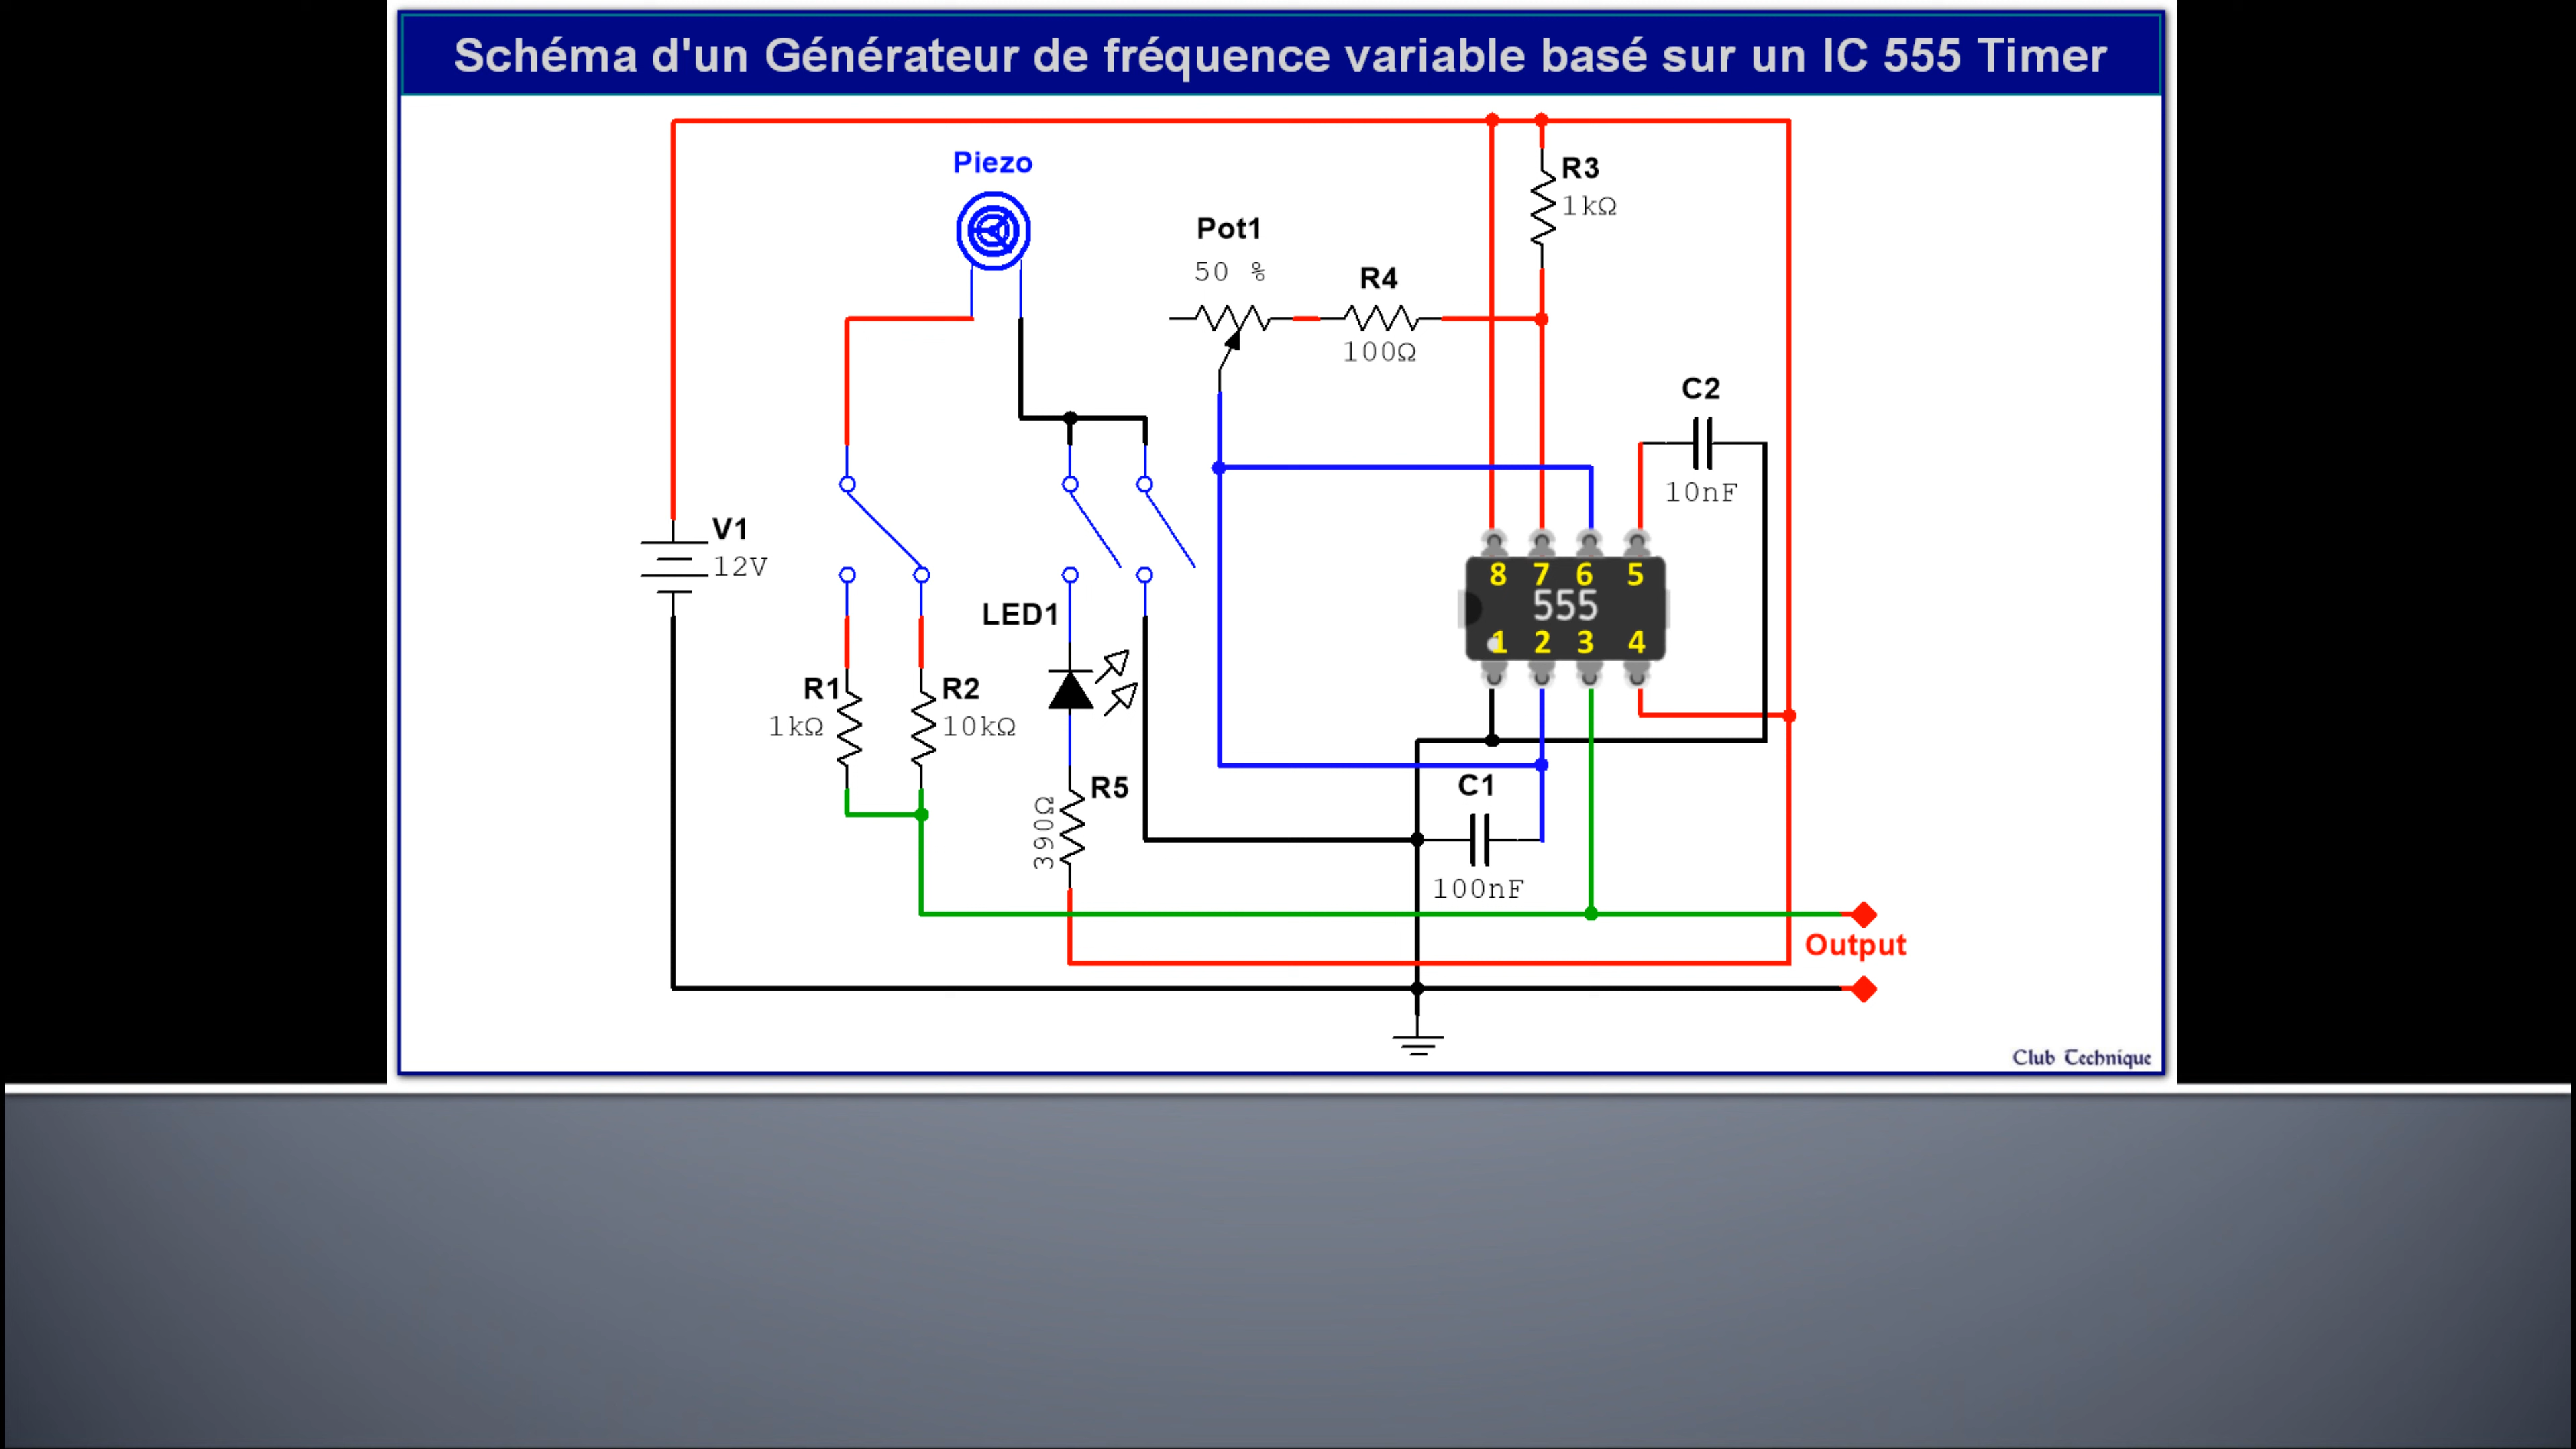 Schéma d'un Générateur de fréquence variable basé sur un IC 555 Timer
Piezo
R3
1kΩ
Pot1
50 %
R4
100Ω
C2
10nF
V1
12V
8 7 6 5
555
1 2 3 4
LED1
R1
1kΩ
R2
10kΩ
R5
390Ω
C1
100nF
Output
Club Technique